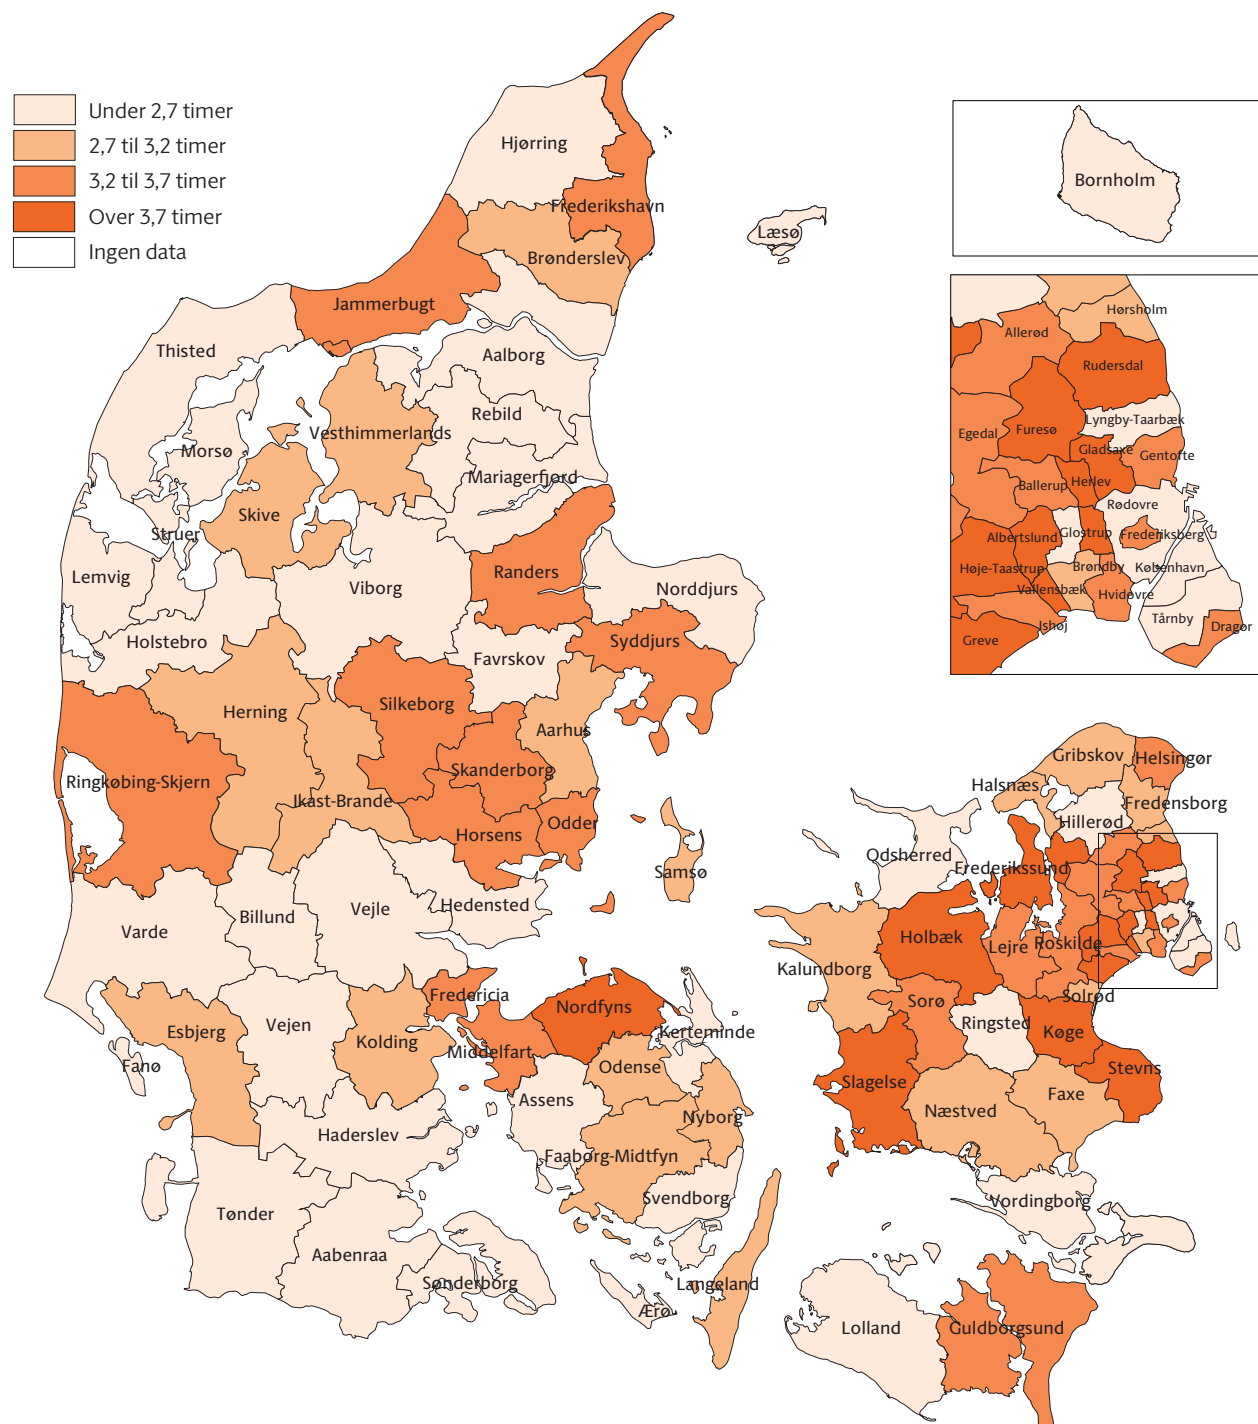 Under 2,7 timer
2,7 til 3,2 timer
3,2 til 3,7 timer
Over 3,7 timer
Ingen data
Hjørring
Frederikshavn
Læsø
Brønderslev
Jammerbugt
Thisted
Aalborg
Rebild
Vesthimmerlands
Morsø
Mariagerfjord
Skive
Struer
Lemvig
Viborg
Randers
Norddjurs
Holstebro
Favrskov
Syddjurs
Silkeborg
Herning
Aarhus
Skanderborg
Ringkøbing-Skjern
Ikast-Brande
Horsens
Odder
Samsø
Hedensted
Vejle
Billund
Varde
Fredericia
Nordfyns
Vejen
Esbjerg
Kolding
Middelfart
Kerteminde
Fanø
Odense
Assens
Nyborg
Haderslev
Faaborg-Midtfyn
Svendborg
Tønder
Aabenraa
Sønderborg
Langeland
Ærø
Bornholm
Hørsholm
Allerød
Rudersdal
Lyngby-Taarbæk
Furesø
Egedal
Gladsaxe
Gentofte
Ballerup
Herlev
Rødovre
Albertslund
Glostrup
Frederiksberg
Høje-Taastrup
Brøndby
København
Vallensbæk
Hvidovre
Tårnby
Ishøj
Dragør
Greve
Gribskov
Helsingør
Halsnæs
Fredensborg
Hillerød
Odsherred
Frederikssund
Holbæk
Lejre
Roskilde
Kalundborg
Solrød
Sorø
Ringsted
Køge
Stevns
Slagelse
Faxe
Næstved
Vordingborg
Lolland
Guldborgsund